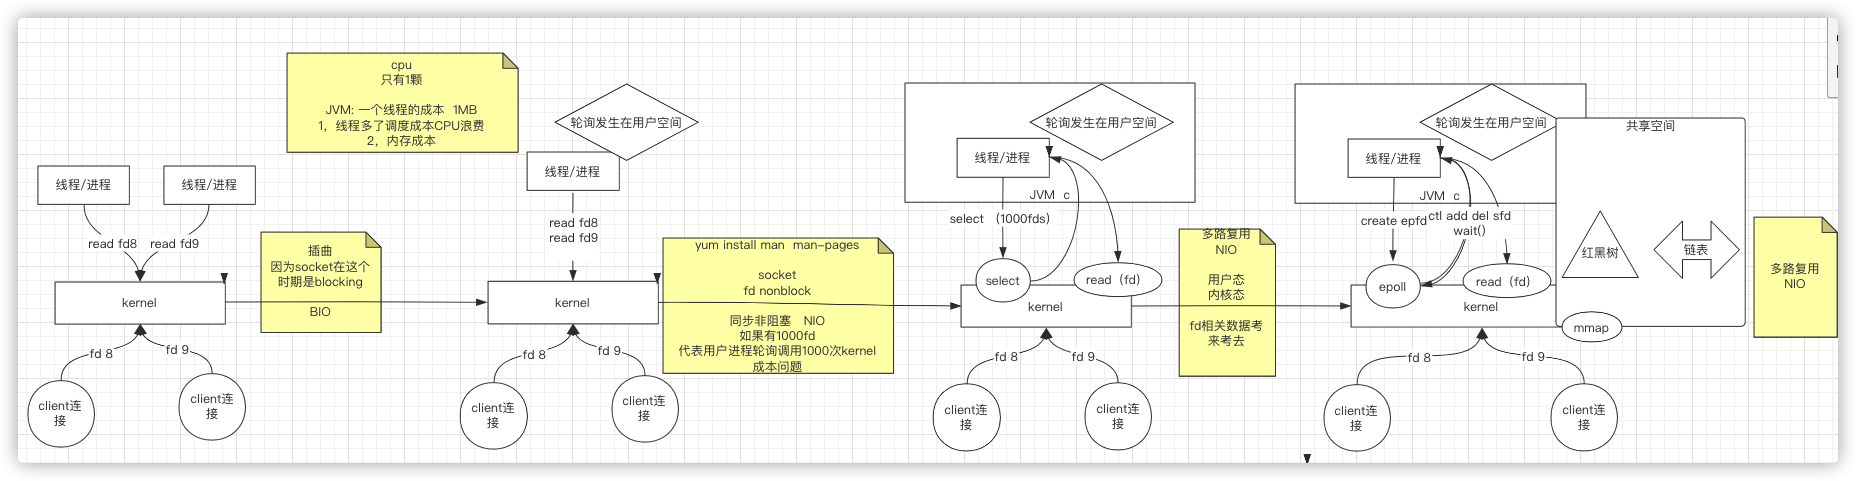 cpu
只有1颗
JVM: 一个线程的成本 1MB
1，线程多了调度成本CPU浪费
2，内存成本
线程/进程
线程/进程
read fd8
read fd9
kernel
fd 8
fd 9
client连
接
client连
接
插曲
因为socket在这个
时期是blocking
BIO
轮询发生在用户空间
线程/进程
read fd8
read fd9
kernel
fd 8
fd 9
client连
接
client连
接
yum install man man-pages
socket
fd nonblock
同步非阻塞 NIO
如果有1000fd
代表用户进程轮询调用1000次kernel
成本问题
轮询发生在用户空间
线程/进程
JVM c
select （1000fds）
select
read（fd）
kernel
fd 8
fd 9
client连
接
client连
接
多路复用
NIO
用户态
内核态
fd相关数据考
来考去
轮询发生在用户空间
线程/进程
JVM c
create epfd
ctl add del sfd
wait()
epoll
read（fd）
kernel
fd 8
fd 9
client连
接
client连
接
共享空间
红黑树
链表
mmap
多路复用
NIO